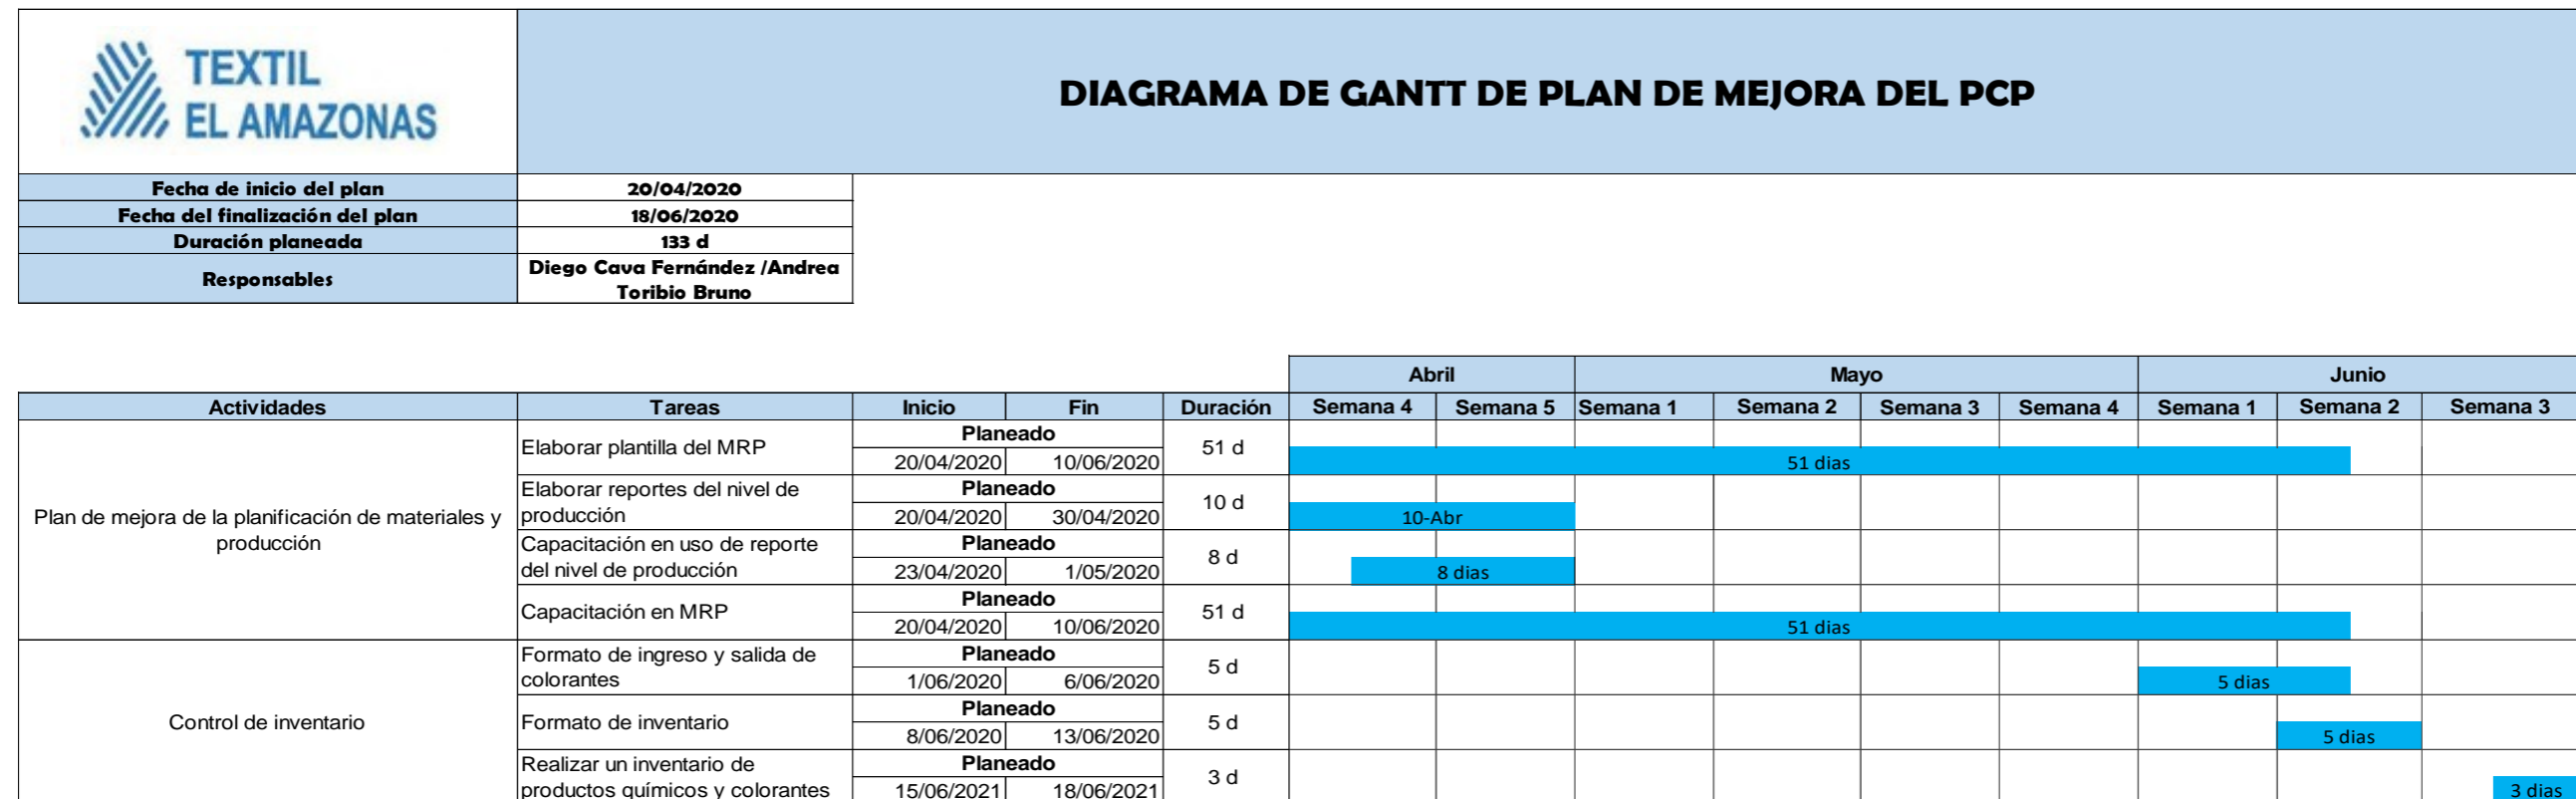 TEXTIL
EL AMAZONAS
DIAGRAMA DE GANTT DE PLAN DE MEJORA DEL PCP
Fecha de inicio del plan 20/04/2020
Fecha del finalización del plan 18/06/2020
Duración planeada 133 d
Responsables Diego Cava Fernández /Andrea
Toribio Bruno
Abril Mayo Junio
Actividades Tareas Inicio Fin Duración Semana 4 Semana 5 Semana 1 Semana 2 Semana 3 Semana 4 Semana 1 Semana 2 Semana 3
Plan de mejora de la planificación de materiales y
producción
Elaborar plantilla del MRP
Planeado
20/04/2020 10/06/2020
51 d
51 dias
Elaborar reportes del nivel de
producción
Planeado
20/04/2020 30/04/2020
10 d
10-Abr
Capacitación en uso de reporte
del nivel de producción
Planeado
23/04/2020 1/05/2020
8 d
8 dias
Capacitación en MRP
Planeado
20/04/2020 10/06/2020
51 d
51 dias
Control de inventario
Formato de ingreso y salida de
colorantes
Planeado
1/06/2020 6/06/2020
5 d
5 dias
Formato de inventario
Planeado
8/06/2020 13/06/2020
5 d
5 dias
Realizar un inventario de
productos químicos y colorantes
Planeado
15/06/2021 18/06/2021
3 d
3 dias